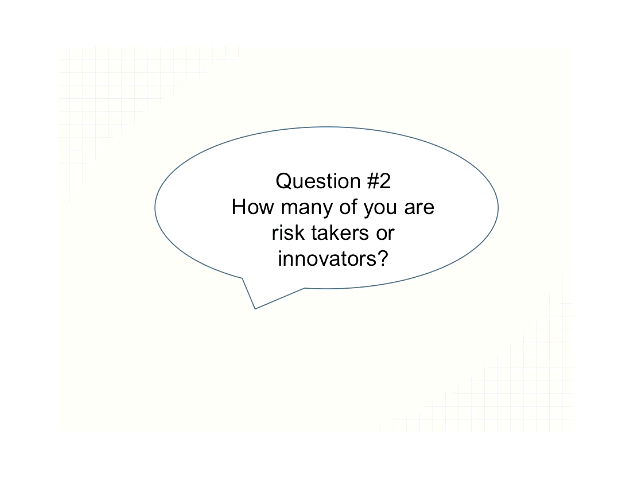 Question #2
How many of you are
risk takers or
innovators?